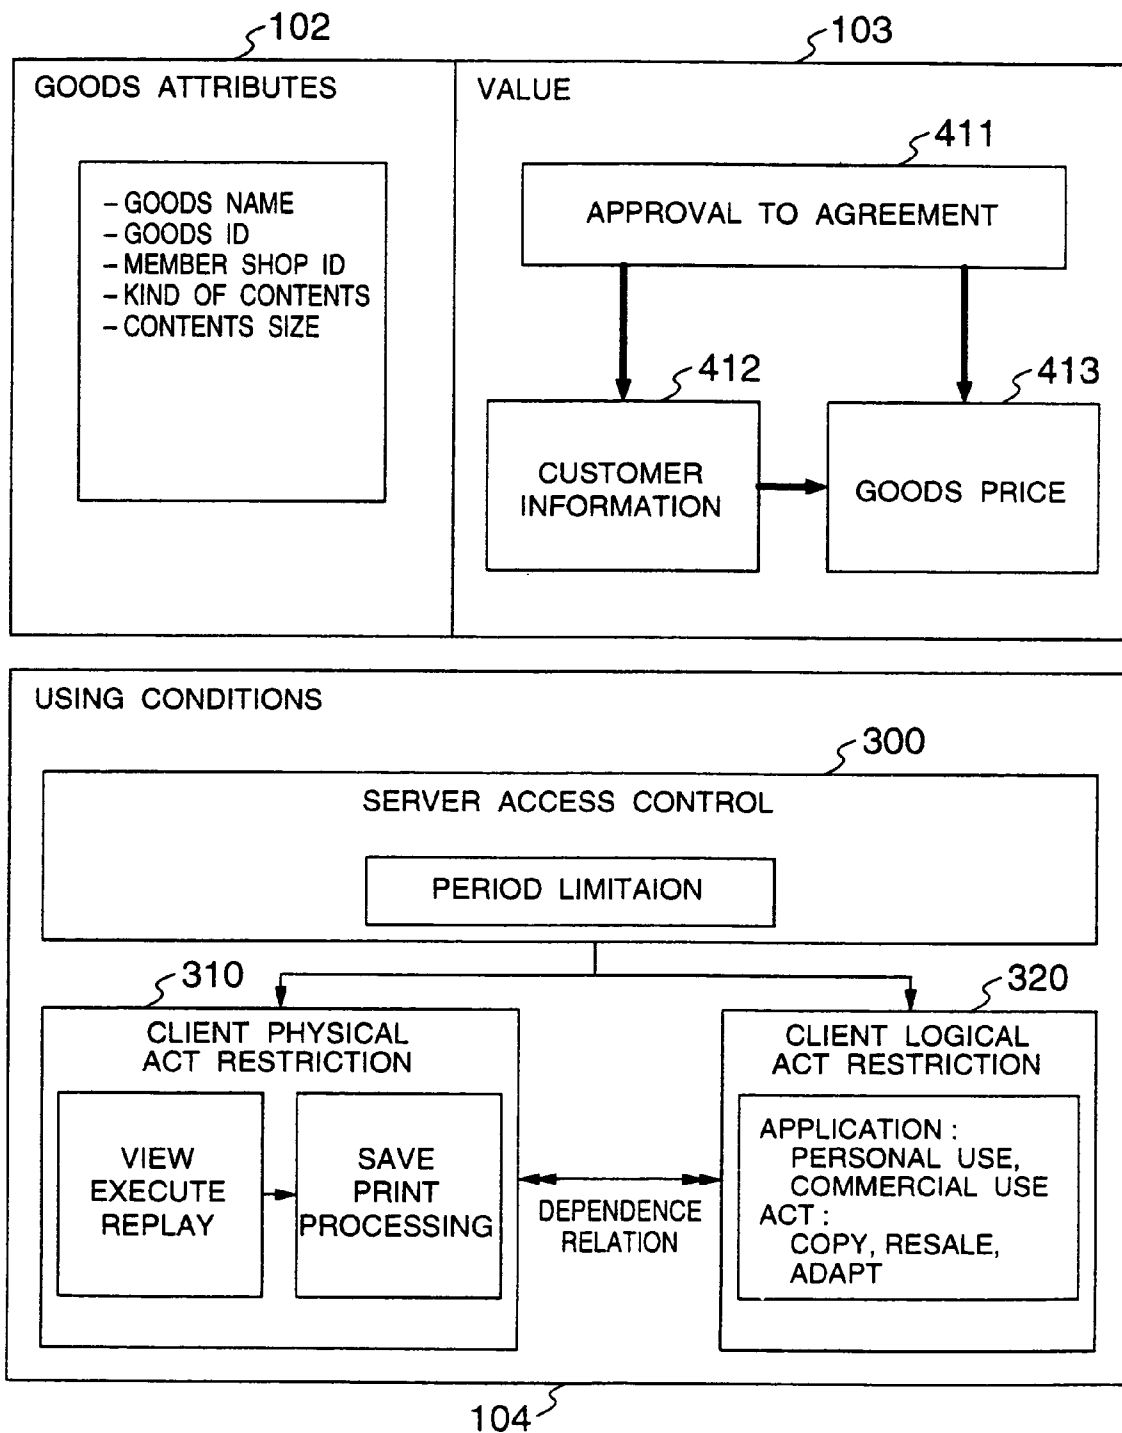 102
103
GOODS ATTRIBUTES
VALUE
- GOODS NAME
- GOODS ID
- MEMBER SHOP ID
- KIND OF CONTENTS
- CONTENTS SIZE
411
APPROVAL TO AGREEMENT
412
413
CUSTOMER
INFORMATION
GOODS PRICE
USING CONDITIONS
300
SERVER ACCESS CONTROL
PERIOD LIMITAION
310
320
CLIENT PHYSICAL
ACT RESTRICTION
VIEW
EXECUTE
REPLAY
SAVE
PRINT
PROCESSING
DEPENDENCE
RELATION
CLIENT LOGICAL
ACT RESTRICTION
APPLICATION :
PERSONAL USE,
COMMERCIAL USE
ACT :
COPY, RESALE,
ADAPT
104